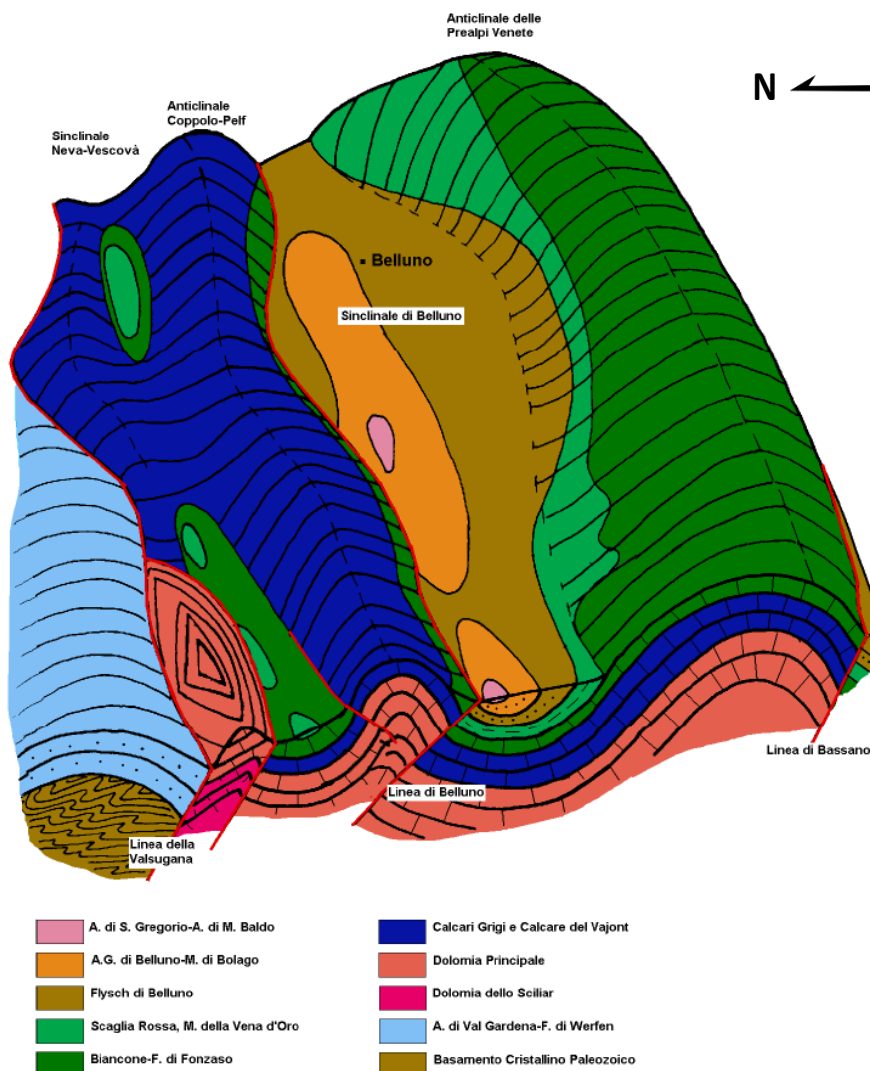 Anticlinale delle
Prealpi Venete
N
Anticlinale
Coppolo-Pelf
Sinclinale
Neva-Vescovà
Belluno
Sinclinale di Belluno
Linea di Bassano
Linea di Belluno
Linea della
Valsugana
A. di S. Gregorio-A. di M. Baldo
Calcari Grigi e Calcare del Vajont
A.G. di Belluno-M. di Bolago
Dolomia Principale
Flysch di Belluno
Dolomia dello Sciliar
Scaglia Rossa, M. della Vena d'Oro
A. di Val Gardena-F. di Werfen
Biancone-F. di Fonzaso
Basamento Cristallino Paleozoico